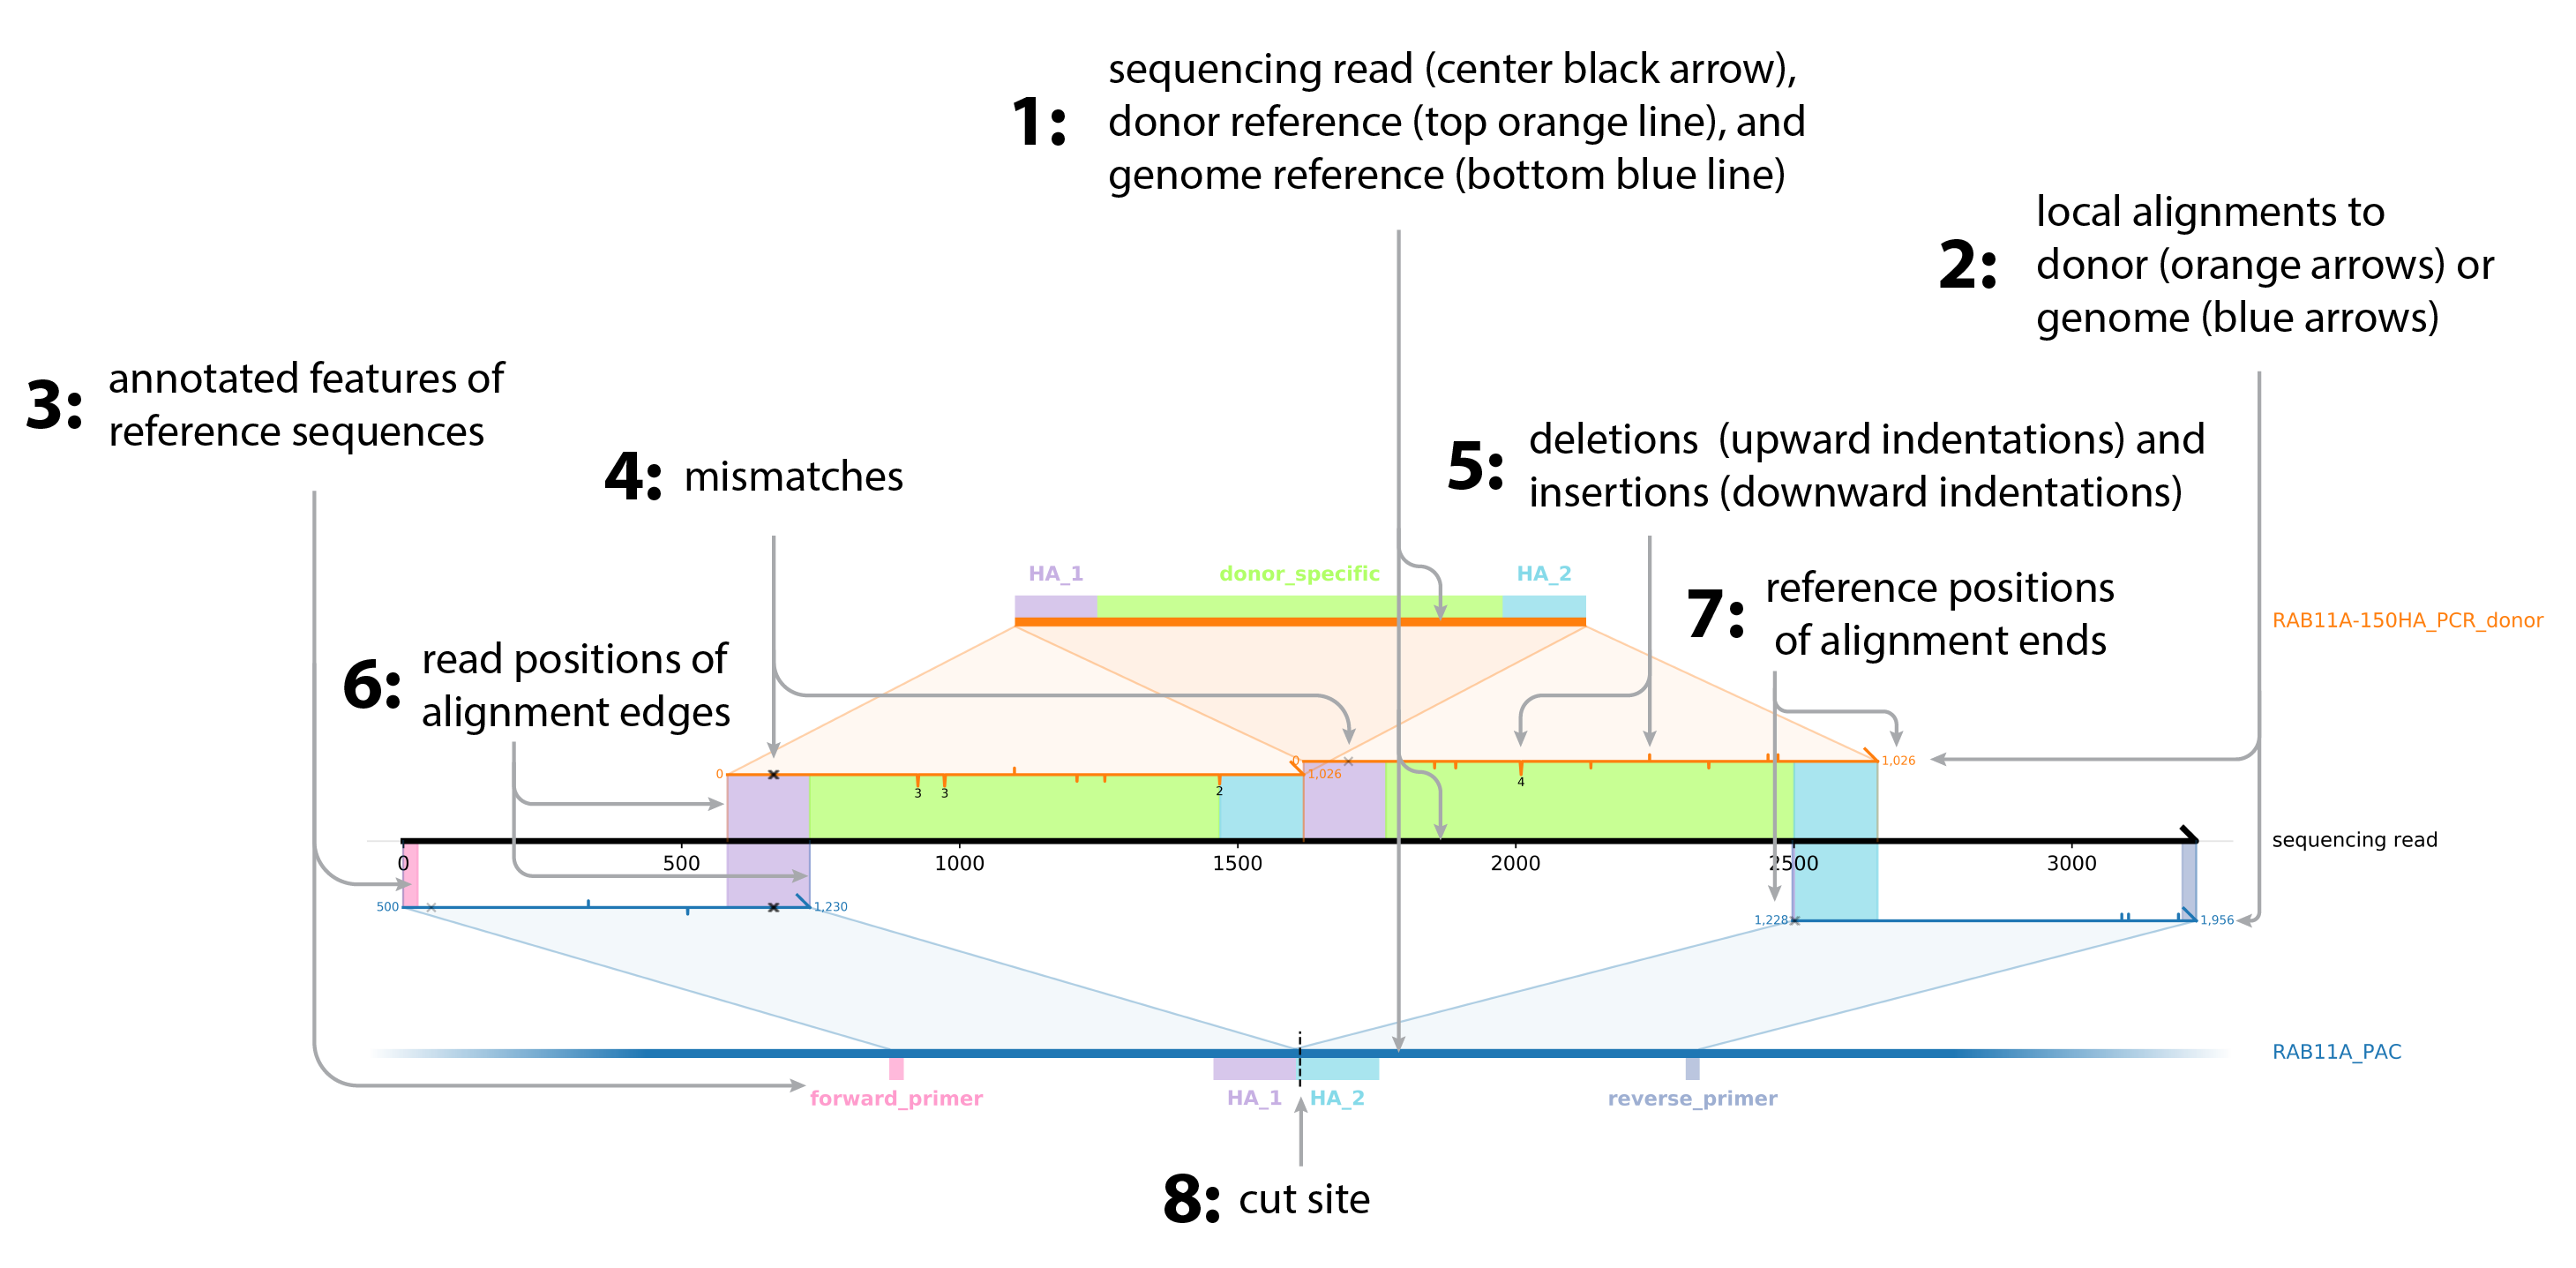 1:
sequencing read (center black arrow),
donor reference (top orange line), and
genome reference (bottom blue line)
2:
local alignments to
donor (orange arrows) or
genome (blue arrows)
3:
annotated features of
reference sequences
4: mismatches
5:
deletions  (upward indentations) and
insertions (downward indentations)
6:
read positions of
alignment edges
7:
reference positions
of alignment ends
HA_1 donor_specific HA_2
RAB11A-150HA_PCR_donor
0 1,026
0 1,026
3 3 2 4
sequencing read
0 500 1000 1500 2000 2500 3000
500 1,230
1,228 1,956
RAB11A_PAC
forward_primer HA_1 HA_2 reverse_primer
8: cut site